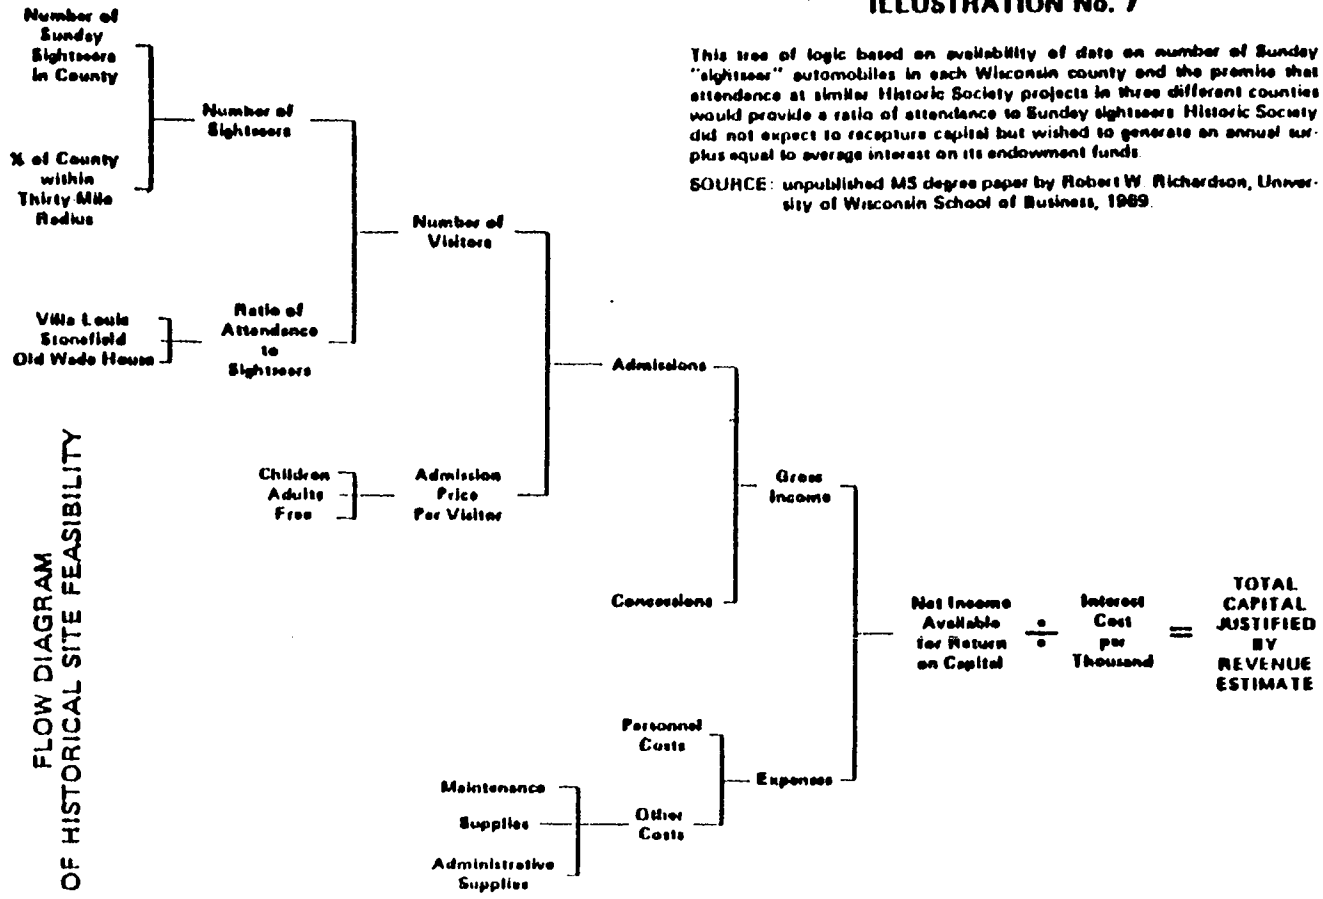 ILLUSTRATION No. 7
This tree of logic based on availability of data on number of Sunday
"sightseer" automobiles in each Wisconsin county and the premise that
attendance at similar Historic Society projects in three different counties
would provide a ratio of attendance to Sunday sightseers Historic Society
did not expect to recapture capital but wished to generate an annual sur-
plus equal to average interest on its endowment funds.
SOURCE: unpublished MS degree paper by Robert W. Richardson, Univer-
sity of Wisconsin School of Business, 1969.
Number of
Sunday
Sightseers
in County
% of County
within
Thirty-Mile
Radius
Number of
Sightseers
Villa Louis
Stonefield
Old Wade House
Ratio of
Attendance
to
Sightseers
Number of
Visitors
Children
Adults
Free
Admission
Price
Per Visitor
Admissions
Concessions
Gross
Income
Personnel
Costs
Maintenance
Supplies
Administrative
Supplies
Other
Costs
Expenses
Net Income
Available
for Return
on Capital
÷
Interest
Cost
per
Thousand
=
TOTAL
CAPITAL
JUSTIFIED
BY
REVENUE
ESTIMATE
FLOW DIAGRAM
OF HISTORICAL SITE FEASIBILITY